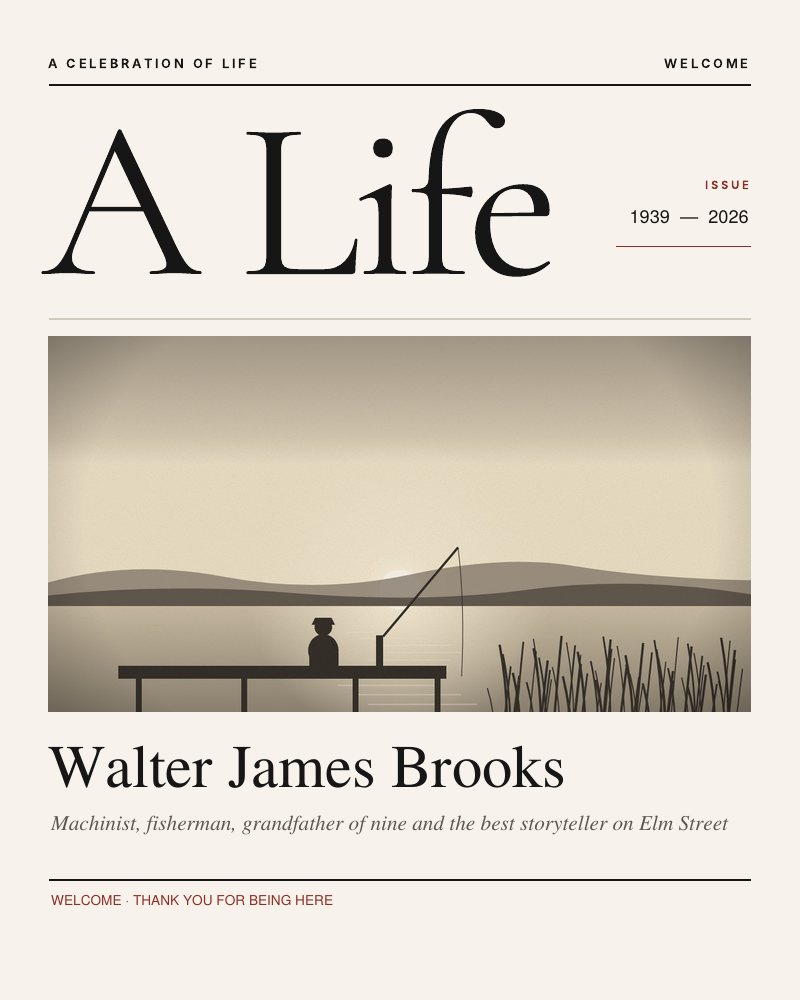 A CELEBRATION OF LIFE
WELCOME
A Life
ISSUE
1939 — 2026
Walter James Brooks
Machinist, fisherman, grandfather of nine and the best storyteller on Elm Street
WELCOME · THANK YOU FOR BEING HERE